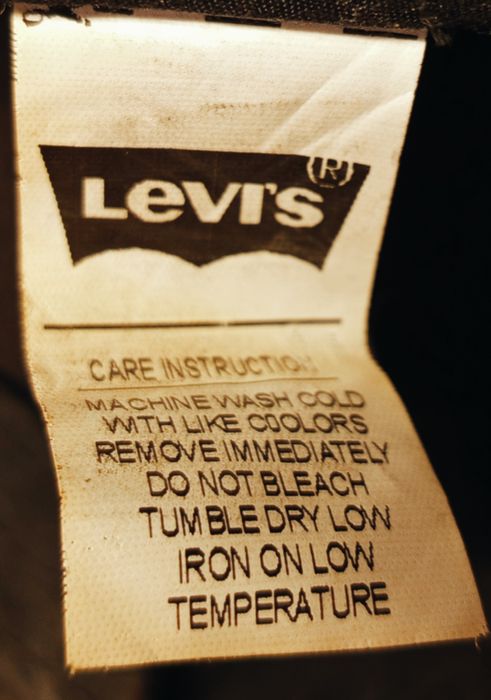 LEVI'S ®
CARE INSTRUCTION
MACHINE WASH COLD
WITH LIKE COOLORS
REMOVE IMMEDIATELY
DO NOT BLEACH
TUMBLE DRY LOW
IRON ON LOW
TEMPERATURE